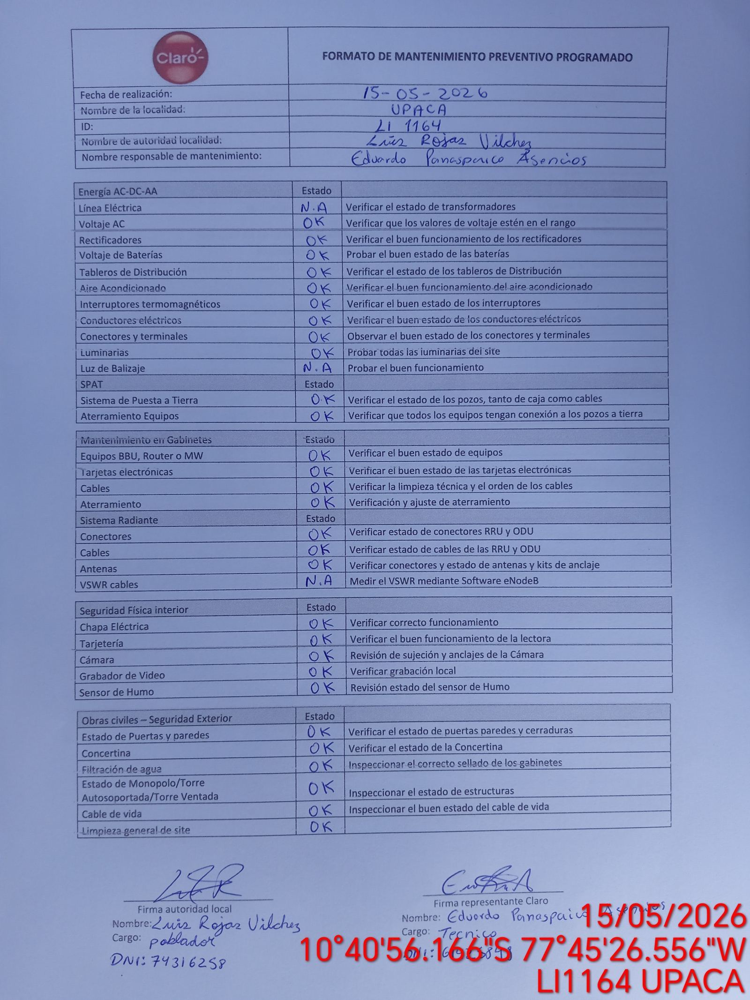 Claro
FORMATO DE MANTENIMIENTO PREVENTIVO PROGRAMADO
Fecha de realización: 15-05-2026
Nombre de la localidad: UPACA
ID: LI 1164
Nombre de autoridad localidad: Luis Rojas Vilchez
Nombre responsable de mantenimiento: Eduardo Panaspaico Asencios
Energía AC-DC-AA Estado
Línea Eléctrica N.A Verificar el estado de transformadores
Voltaje AC OK Verificar que los valores de voltaje estén en el rango
Rectificadores OK Verificar el buen funcionamiento de los rectificadores
Voltaje de Baterías OK Probar el buen estado de las baterías
Tableros de Distribución OK Verificar el estado de los tableros de Distribución
Aire Acondicionado OK Verificar el buen funcionamiento del aire acondicionado
Interruptores termomagnéticos OK Verificar el buen estado de los interruptores
Conductores eléctricos OK Verificar el buen estado de los conductores eléctricos
Conectores y terminales OK Observar el buen estado de los conectores y terminales
Luminarias OK Probar todas las luminarias del site
Luz de Balizaje N.A Probar el buen funcionamiento
SPAT Estado
Sistema de Puesta a Tierra O.K Verificar el estado de los pozos, tanto de caja como cables
Aterramiento Equipos OK Verificar que todos los equipos tengan conexión a los pozos a tierra
Mantenimiento en Gabinetes Estado
Equipos BBU, Router o MW OK Verificar el buen estado de equipos
Tarjetas electrónicas OK Verificar el buen estado de las tarjetas electrónicas
Cables OK Verificar la limpieza técnica y el orden de los cables
Aterramiento OK Verificación y ajuste de aterramiento
Sistema Radiante Estado
Conectores OK Verificar estado de conectores RRU y ODU
Cables OK Verificar estado de cables de las RRU y ODU
Antenas OK Verificar conectores y estado de antenas y kits de anclaje
VSWR cables N.A Medir el VSWR mediante Software eNodeB
Seguridad Física interior Estado
Chapa Eléctrica OK Verificar correcto funcionamiento
Tarjetería OK Verificar el buen funcionamiento de la lectora
Cámara OK Revisión de sujeción y anclajes de la Cámara
Grabador de Video OK Verificar grabación local
Sensor de Humo OK Revisión estado del sensor de Humo
Obras civiles – Seguridad Exterior Estado
Estado de Puertas y paredes OK Verificar el estado de puertas paredes y cerraduras
Concertina OK Verificar el estado de la Concertina
Filtración de agua OK Inspeccionar el correcto sellado de los gabinetes
Estado de Monopolo/Torre
Autosoportada/Torre Ventada OK Inspeccionar el estado de estructuras
Cable de vida OK Inspeccionar el buen estado del cable de vida
Limpieza general de site OK
Firma autoridad local
Nombre: Luis Rojas Vilchez
Cargo: poblador
DNI: 74316258
Firma representante Claro
Nombre: Eduardo Panaspaico Asencios
Cargo: Tecnico
DNI:
15/05/2026
10°40'56.166"S 77°45'26.556"W
LI1164 UPACA